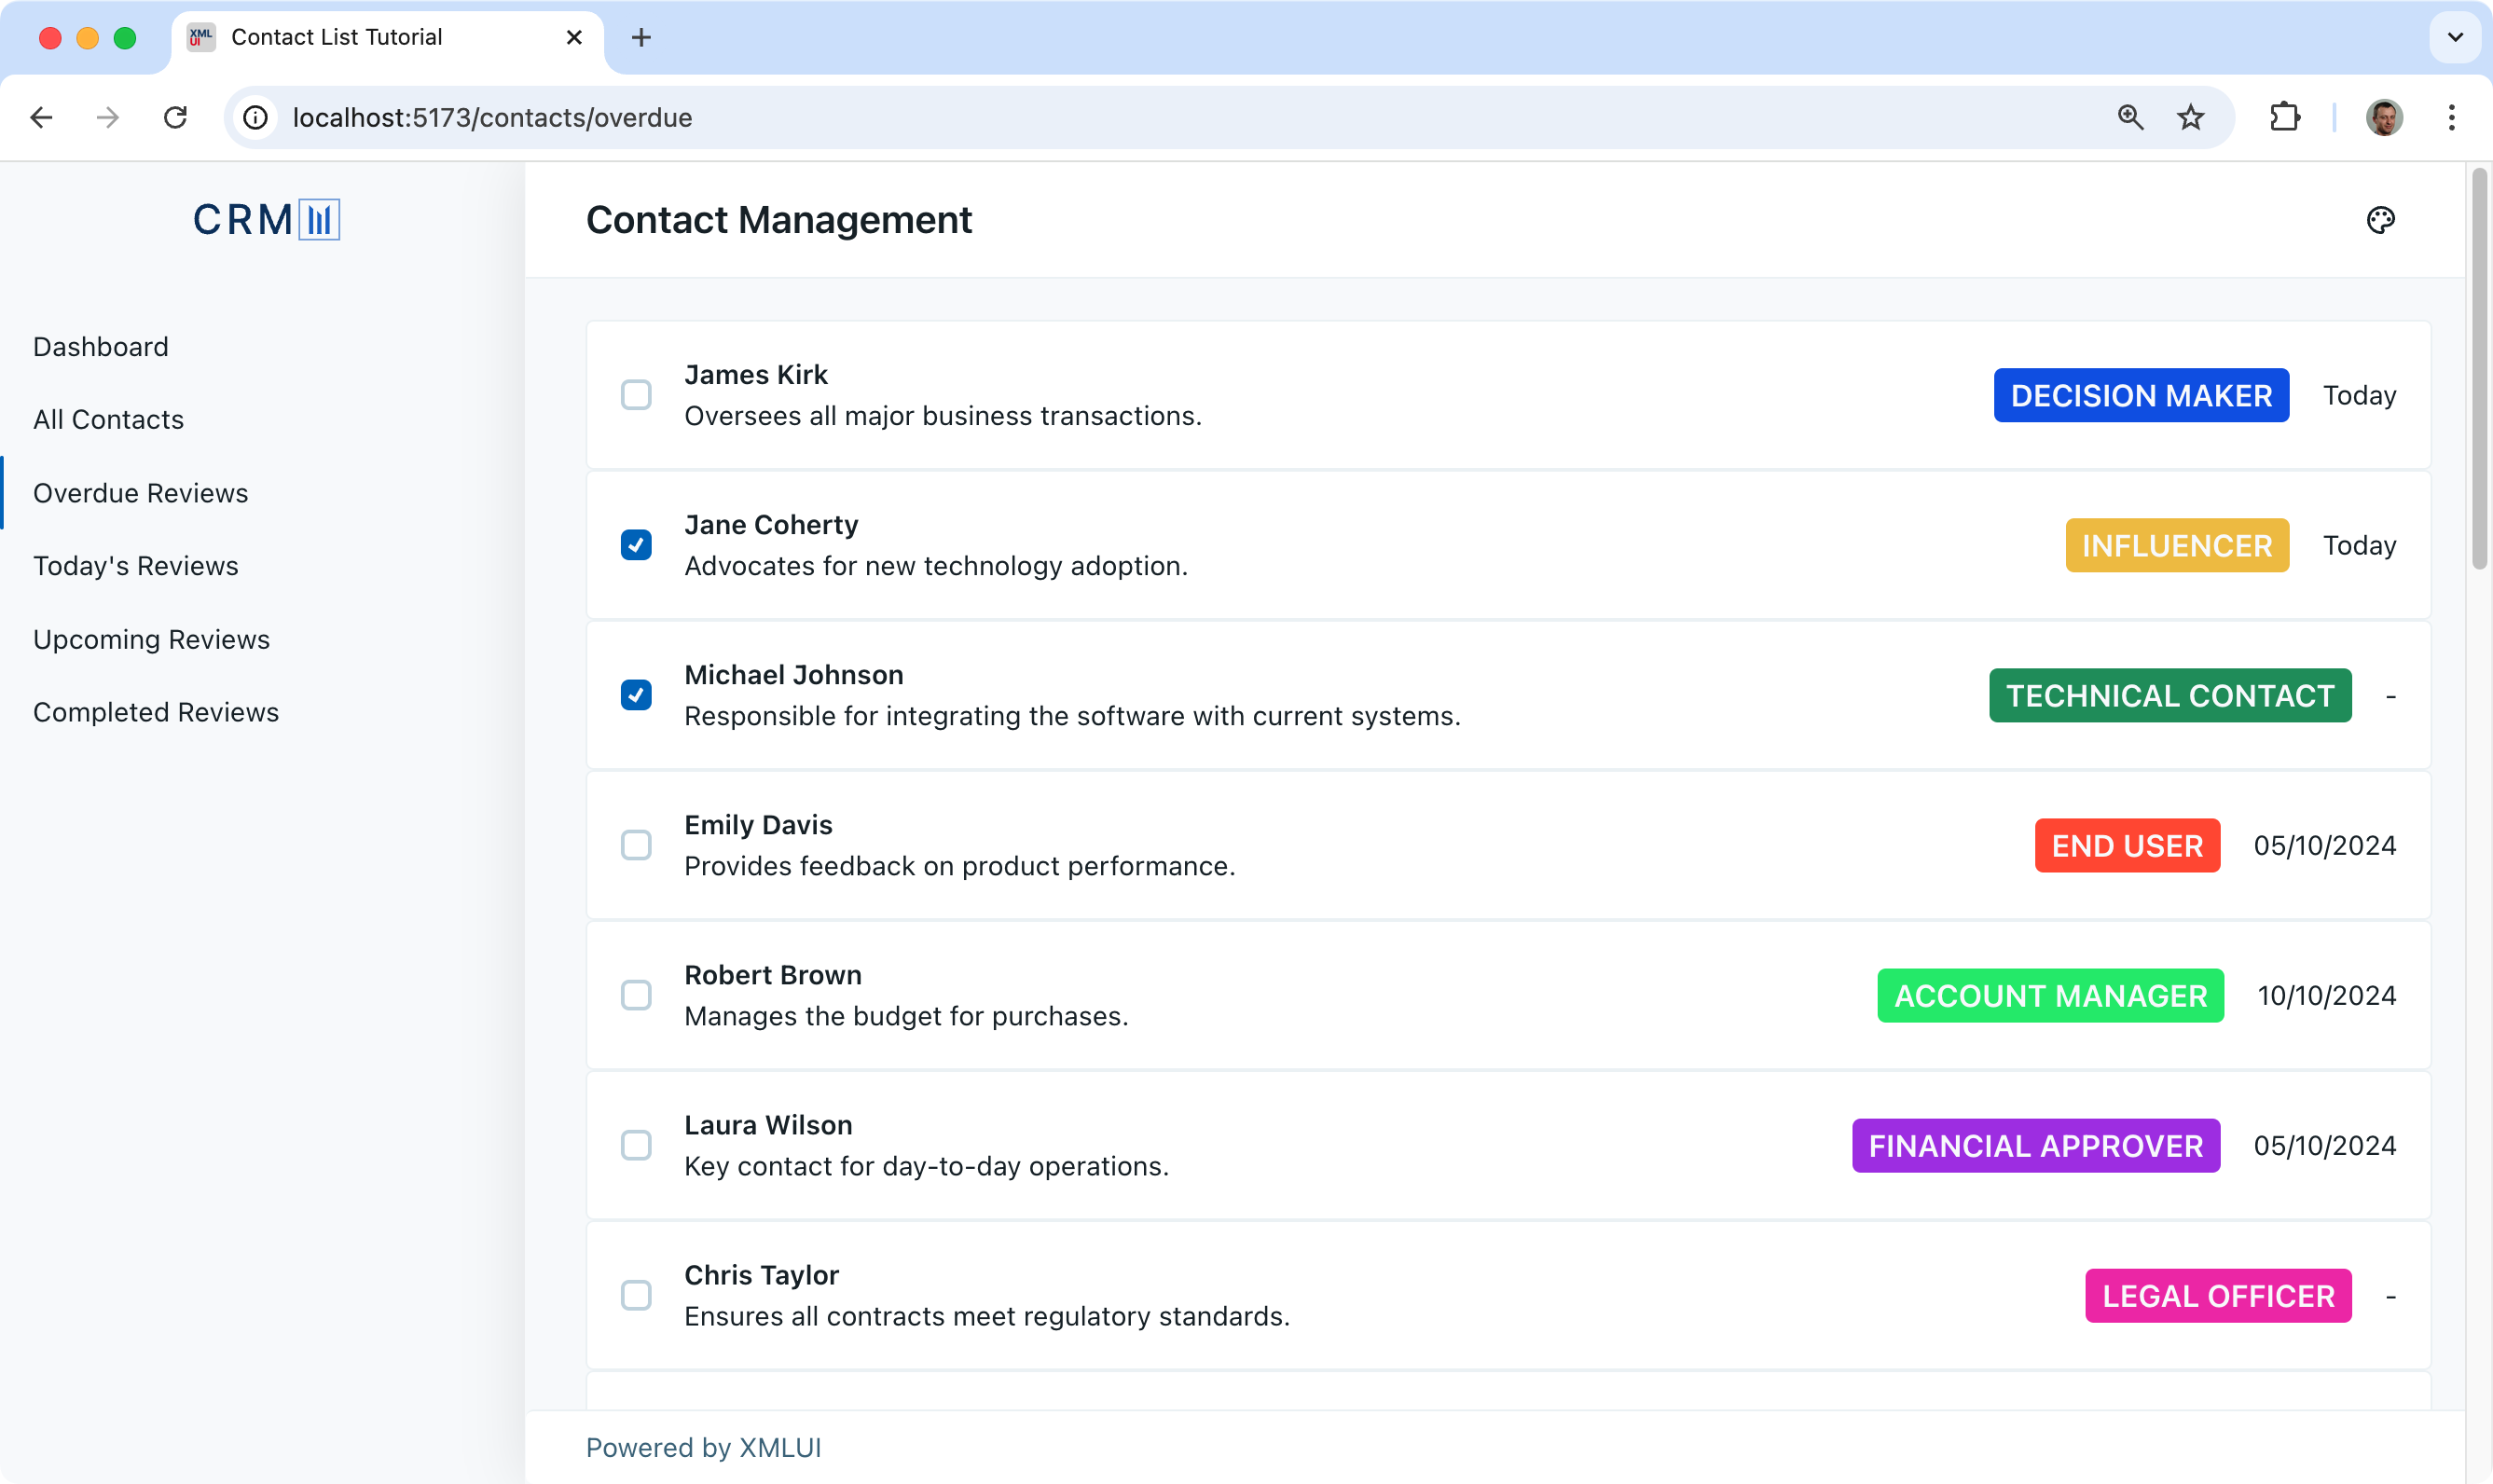 XML
UI
Contact List Tutorial
localhost:5173/contacts/overdue
CRM
Contact Management
Dashboard
All Contacts
Overdue Reviews
Today's Reviews
Upcoming Reviews
Completed Reviews
James Kirk
Oversees all major business transactions.
DECISION MAKER
Today
Jane Coherty
Advocates for new technology adoption.
INFLUENCER
Today
Michael Johnson
Responsible for integrating the software with current systems.
TECHNICAL CONTACT
-
Emily Davis
Provides feedback on product performance.
END USER
05/10/2024
Robert Brown
Manages the budget for purchases.
ACCOUNT MANAGER
10/10/2024
Laura Wilson
Key contact for day-to-day operations.
FINANCIAL APPROVER
05/10/2024
Chris Taylor
Ensures all contracts meet regulatory standards.
LEGAL OFFICER
-
Powered by XMLUI